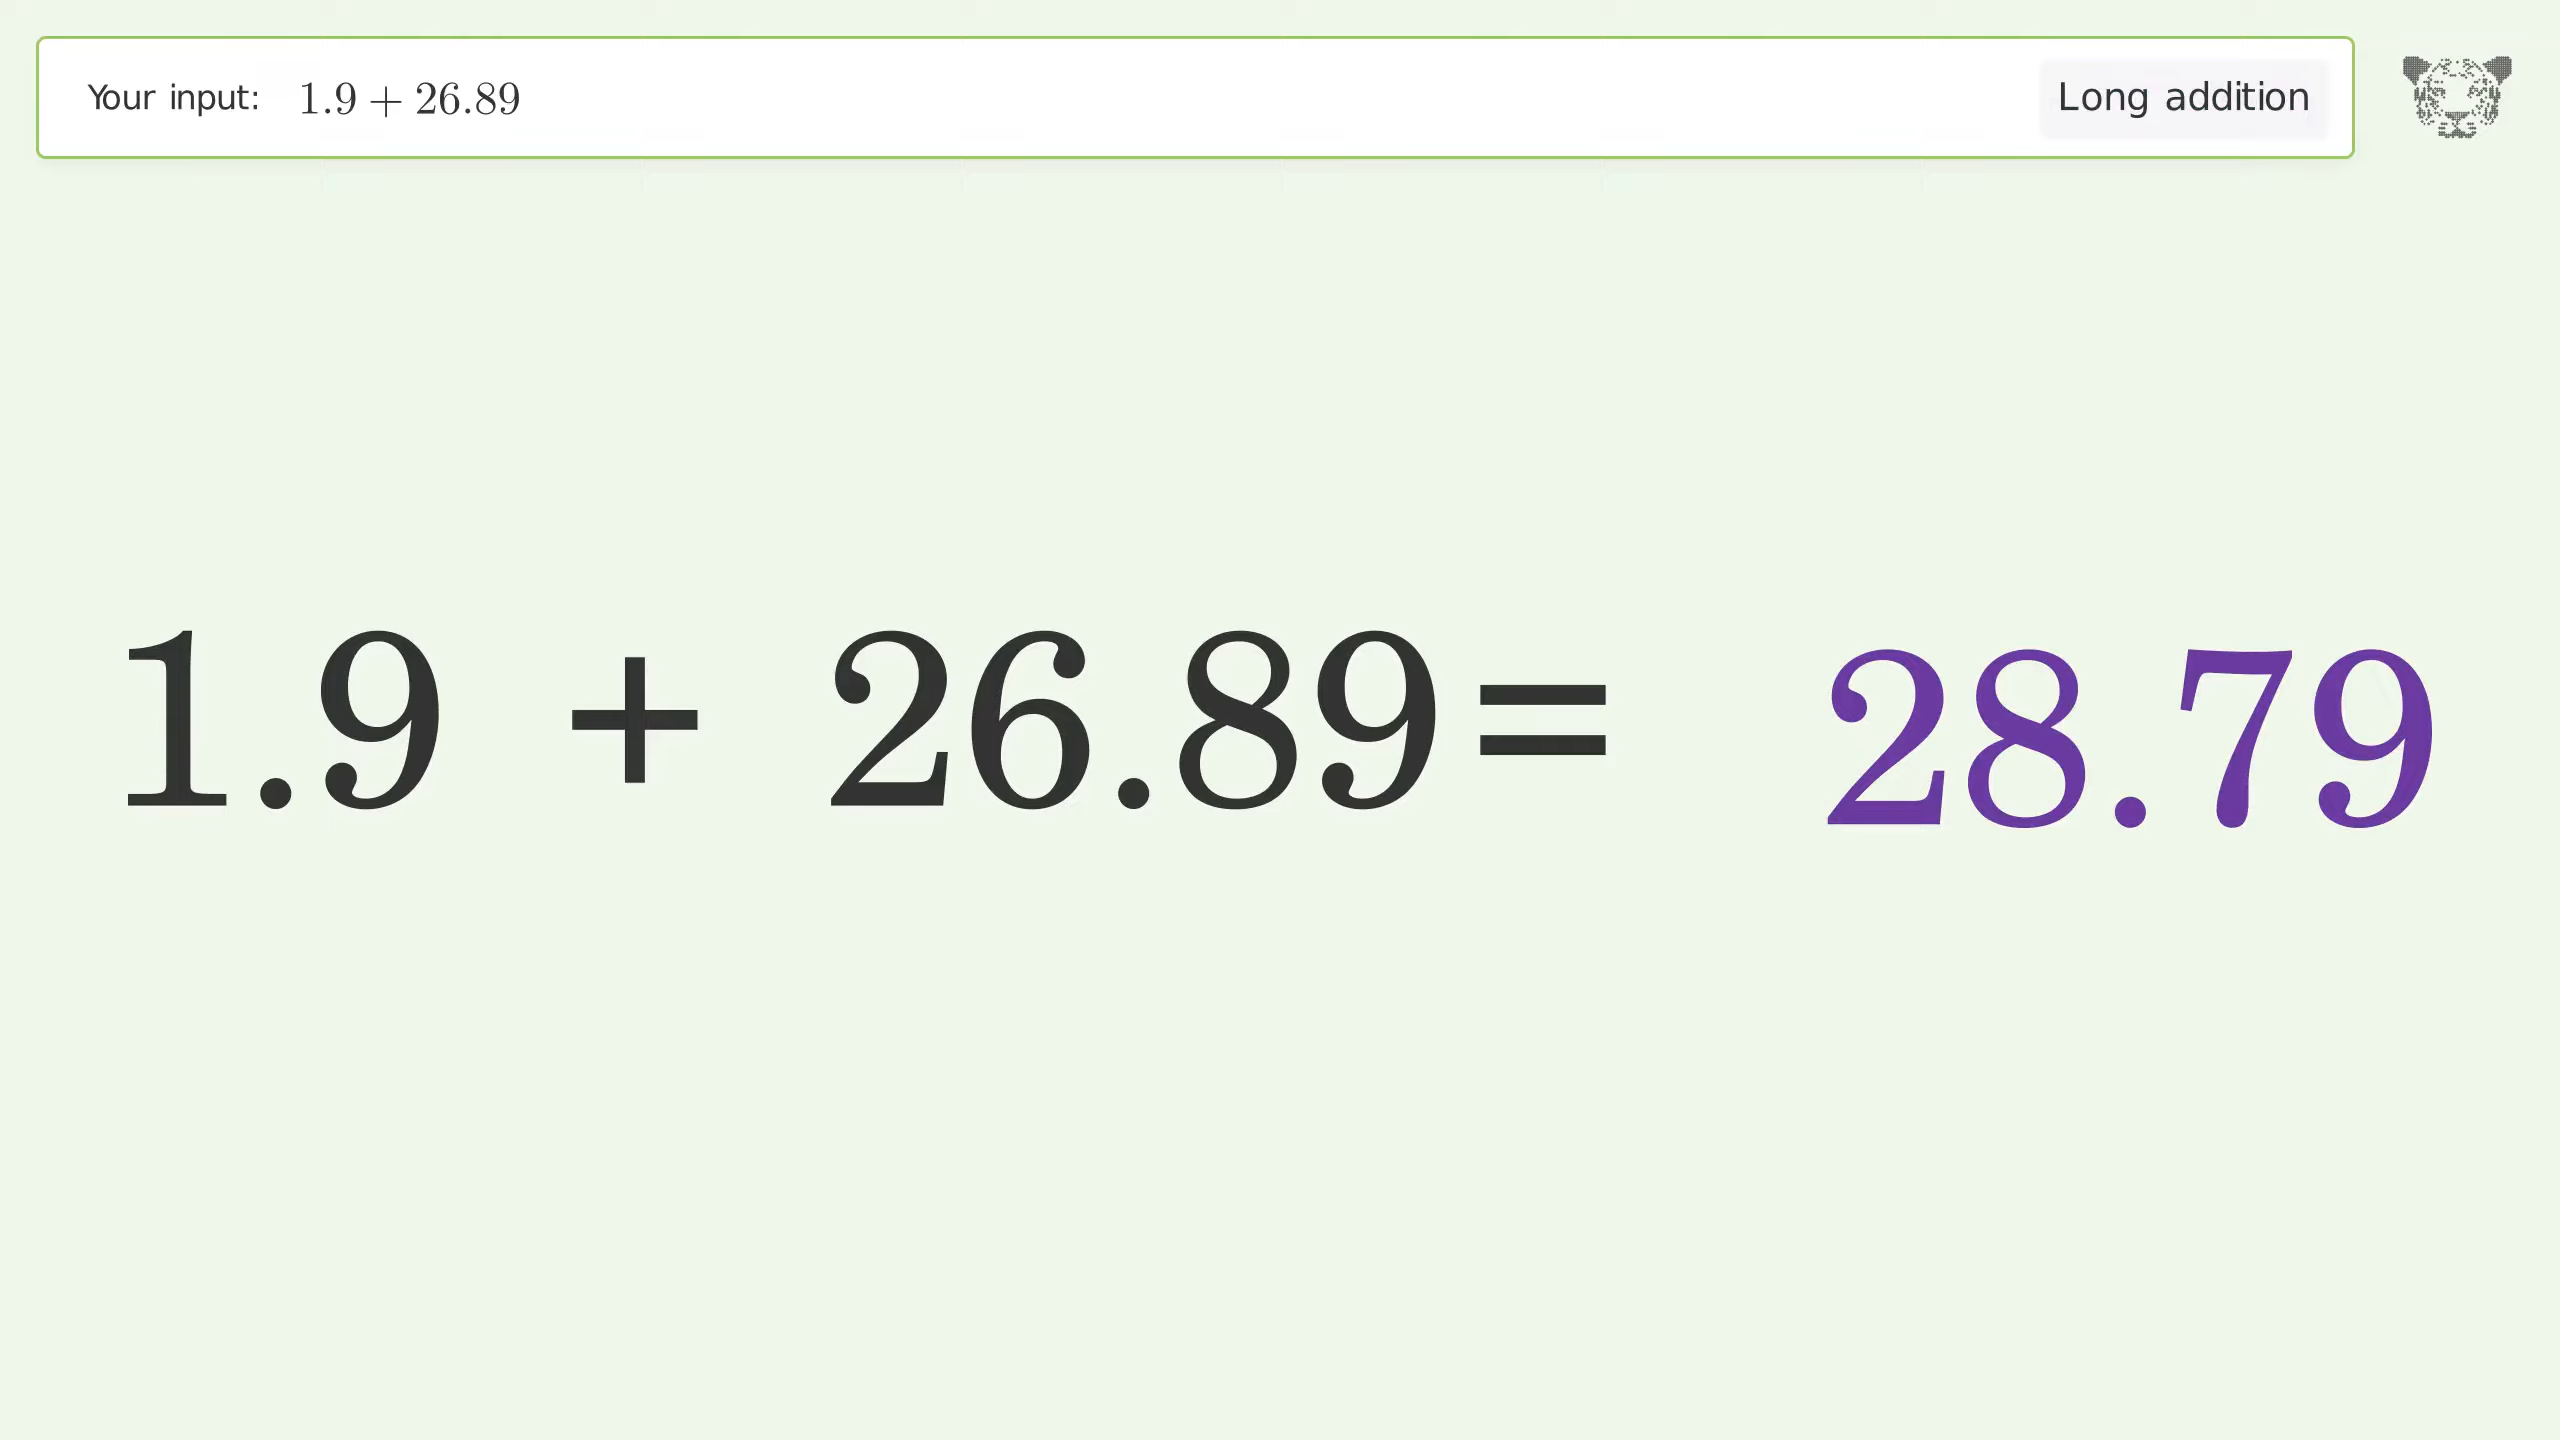 Your input: 1.9 + 26.89
Long addition
1.9 + 26.89 = 28.79